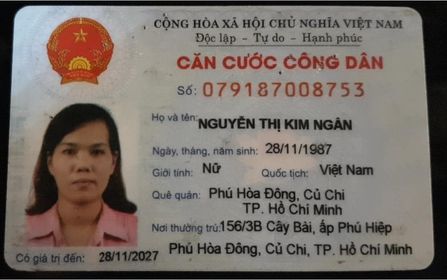 CỘNG HÒA XÃ HỘI CHỦ NGHĨA VIỆT NAM
Độc lập - Tự do - Hạnh phúc
CĂN CƯỚC CÔNG DÂN
Số: 079187008753
Họ và tên: NGUYỄN THỊ KIM NGÂN
Ngày, tháng, năm sinh: 28/11/1987
Giới tính: Nữ Quốc tịch: Việt Nam
Quê quán: Phú Hòa Đông, Củ Chi
TP. Hồ Chí Minh
Nơi thường trú: 156/3B Cây Bài, ấp Phú Hiệp
Phú Hòa Đông, Củ Chi, TP. Hồ Chí Minh
Có giá trị đến: 28/11/2027